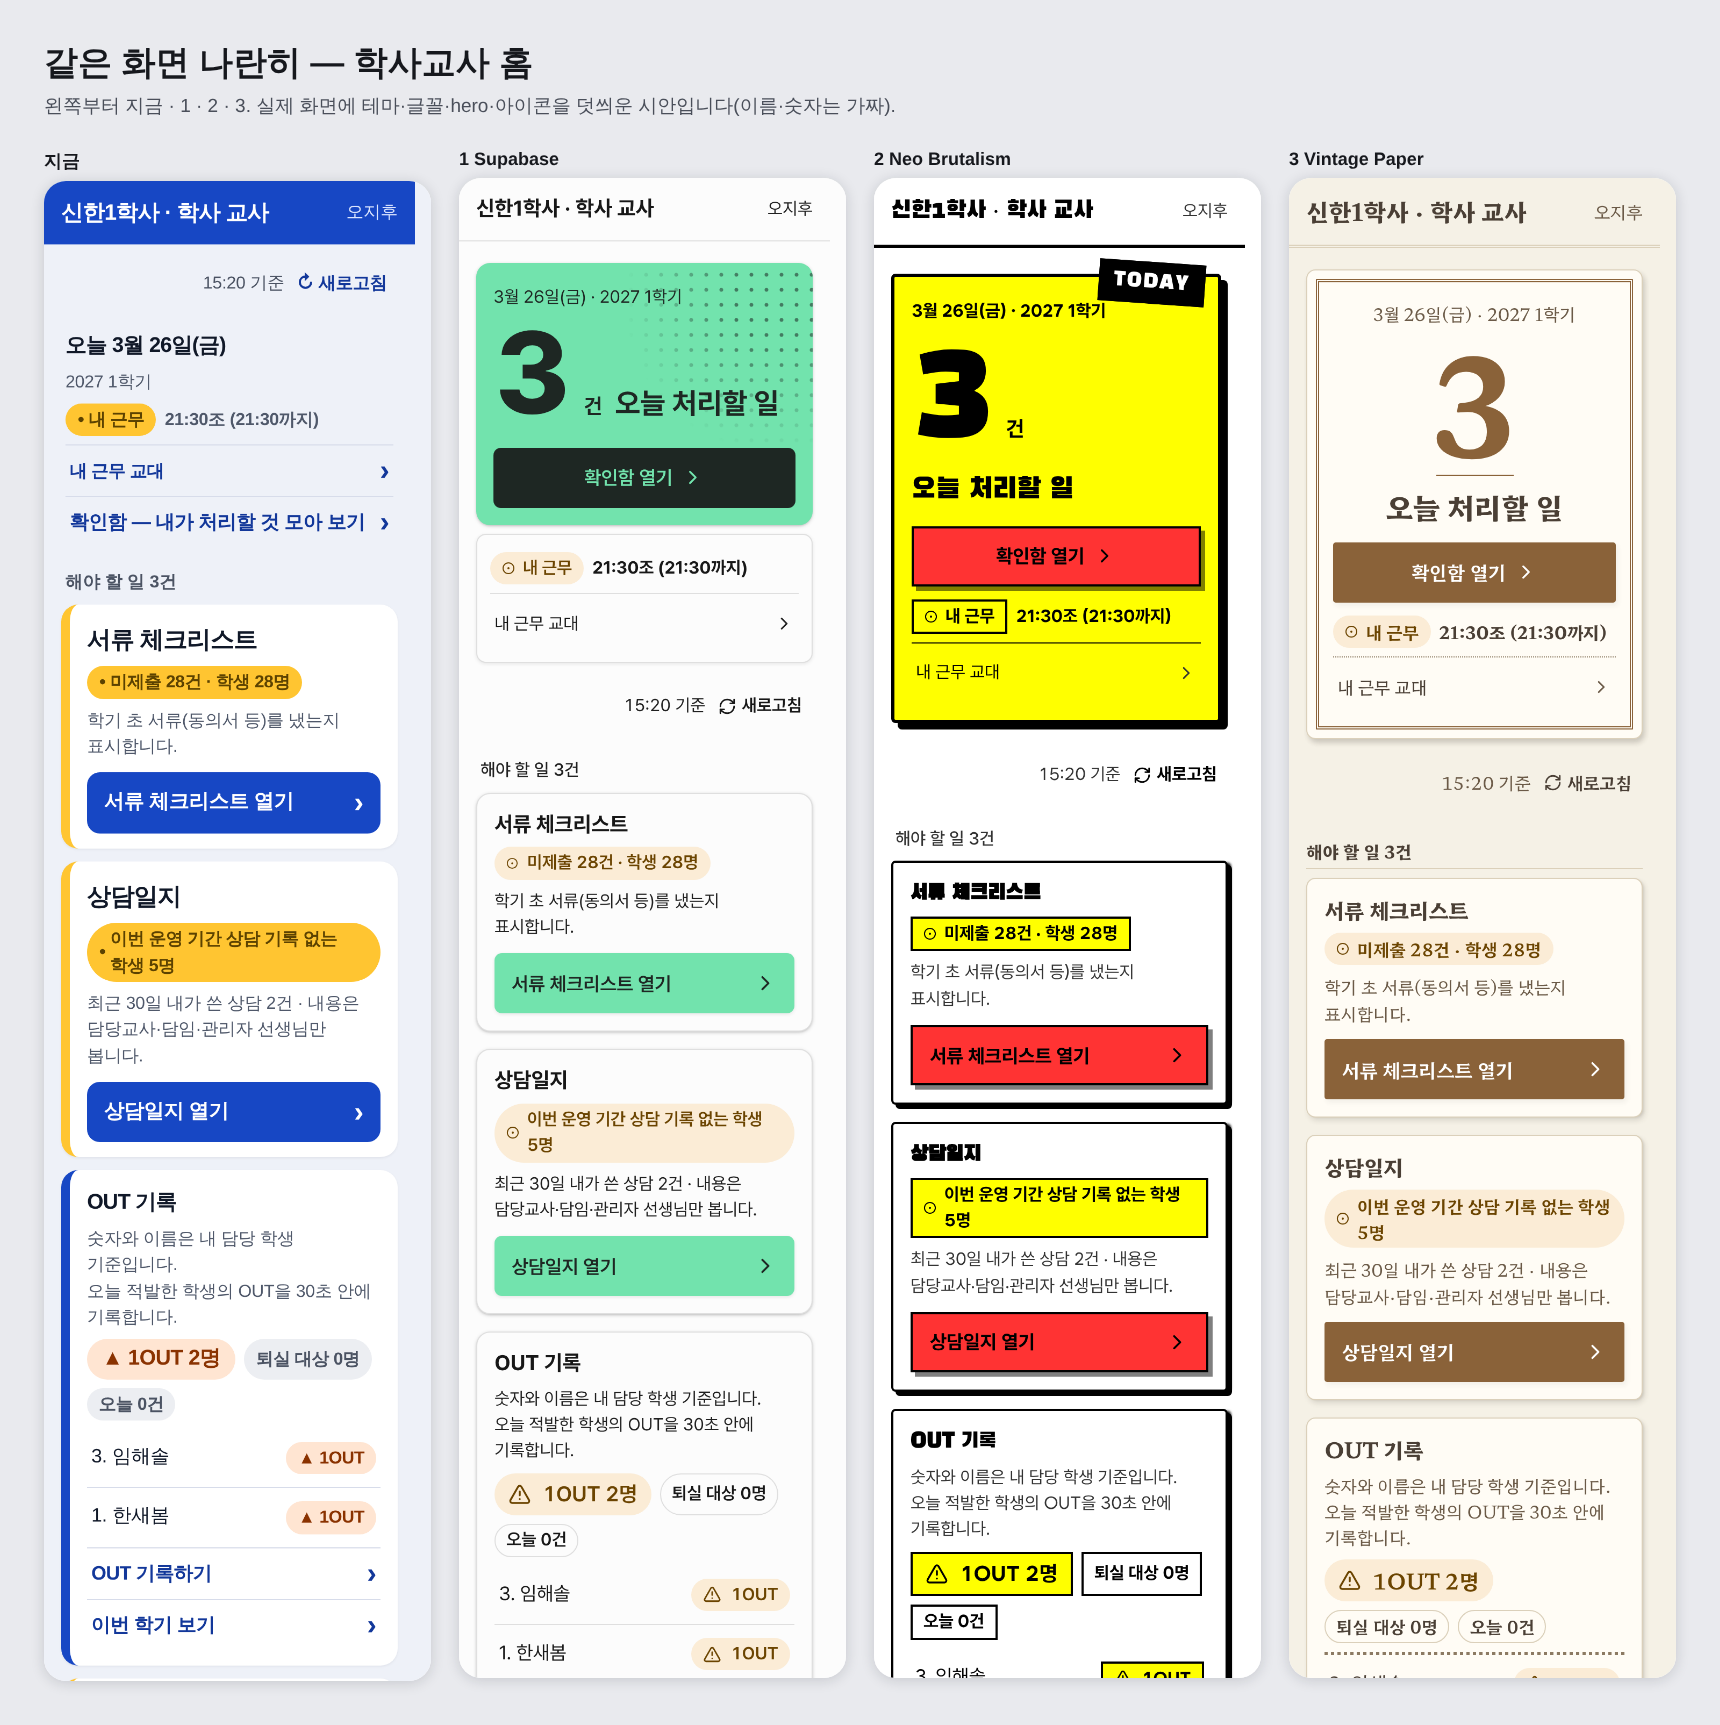 같은 화면 나란히 — 학사교사 홈
왼쪽부터 지금 · 1 · 2 · 3. 실제 화면에 테마·글꼴·hero·아이콘을 덧씌운 시안입니다(이름·숫자는 가짜).
지금
신한1학사 · 학사 교사 오지후
15:20 기준 새로고침
오늘 3월 26일(금)
2027 1학기
• 내 근무 21:30조 (21:30까지)
내 근무 교대 ›
확인함 — 내가 처리할 것 모아 보기 ›
해야 할 일 3건
서류 체크리스트
• 미제출 28건 · 학생 28명
학기 초 서류(동의서 등)를 냈는지
표시합니다.
서류 체크리스트 열기 ›
상담일지
• 이번 운영 기간 상담 기록 없는
학생 5명
최근 30일 내가 쓴 상담 2건 · 내용은
담당교사·담임·관리자 선생님만
봅니다.
상담일지 열기 ›
OUT 기록
숫자와 이름은 내 담당 학생
기준입니다.
오늘 적발한 학생의 OUT을 30초 안에
기록합니다.
▲ 1OUT 2명 퇴실 대상 0명
오늘 0건
3. 임해솔 ▲ 1OUT
1. 한새봄 ▲ 1OUT
OUT 기록하기 ›
이번 학기 보기 ›
1 Supabase
신한1학사 · 학사 교사 오지후
3월 26일(금) · 2027 1학기
3 건 오늘 처리할 일
확인함 열기
내 근무 21:30조 (21:30까지)
내 근무 교대
15:20 기준 새로고침
해야 할 일 3건
서류 체크리스트
미제출 28건 · 학생 28명
학기 초 서류(동의서 등)를 냈는지
표시합니다.
서류 체크리스트 열기
상담일지
이번 운영 기간 상담 기록 없는 학생
5명
최근 30일 내가 쓴 상담 2건 · 내용은
담당교사·담임·관리자 선생님만 봅니다.
상담일지 열기
OUT 기록
숫자와 이름은 내 담당 학생 기준입니다.
오늘 적발한 학생의 OUT을 30초 안에
기록합니다.
1OUT 2명 퇴실 대상 0명
오늘 0건
3. 임해솔 1OUT
1. 한새봄 1OUT
2 Neo Brutalism
신한1학사 · 학사 교사 오지후
TODAY
3월 26일(금) · 2027 1학기
3 건
오늘 처리할 일
확인함 열기
내 근무 21:30조 (21:30까지)
내 근무 교대
15:20 기준 새로고침
해야 할 일 3건
서류 체크리스트
미제출 28건 · 학생 28명
학기 초 서류(동의서 등)를 냈는지
표시합니다.
서류 체크리스트 열기
상담일지
이번 운영 기간 상담 기록 없는 학생
5명
최근 30일 내가 쓴 상담 2건 · 내용은
담당교사·담임·관리자 선생님만 봅니다.
상담일지 열기
OUT 기록
숫자와 이름은 내 담당 학생 기준입니다.
오늘 적발한 학생의 OUT을 30초 안에
기록합니다.
1OUT 2명 퇴실 대상 0명
오늘 0건
3. 임해솔 1OUT
3 Vintage Paper
신한1학사 · 학사 교사 오지후
3월 26일(금) · 2027 1학기
3
오늘 처리할 일
확인함 열기
내 근무 21:30조 (21:30까지)
내 근무 교대
15:20 기준 새로고침
해야 할 일 3건
서류 체크리스트
미제출 28건 · 학생 28명
학기 초 서류(동의서 등)를 냈는지
표시합니다.
서류 체크리스트 열기
상담일지
이번 운영 기간 상담 기록 없는 학생
5명
최근 30일 내가 쓴 상담 2건 · 내용은
담당교사·담임·관리자 선생님만 봅니다.
상담일지 열기
OUT 기록
숫자와 이름은 내 담당 학생 기준입니다.
오늘 적발한 학생의 OUT을 30초 안에
기록합니다.
1OUT 2명
퇴실 대상 0명 오늘 0건